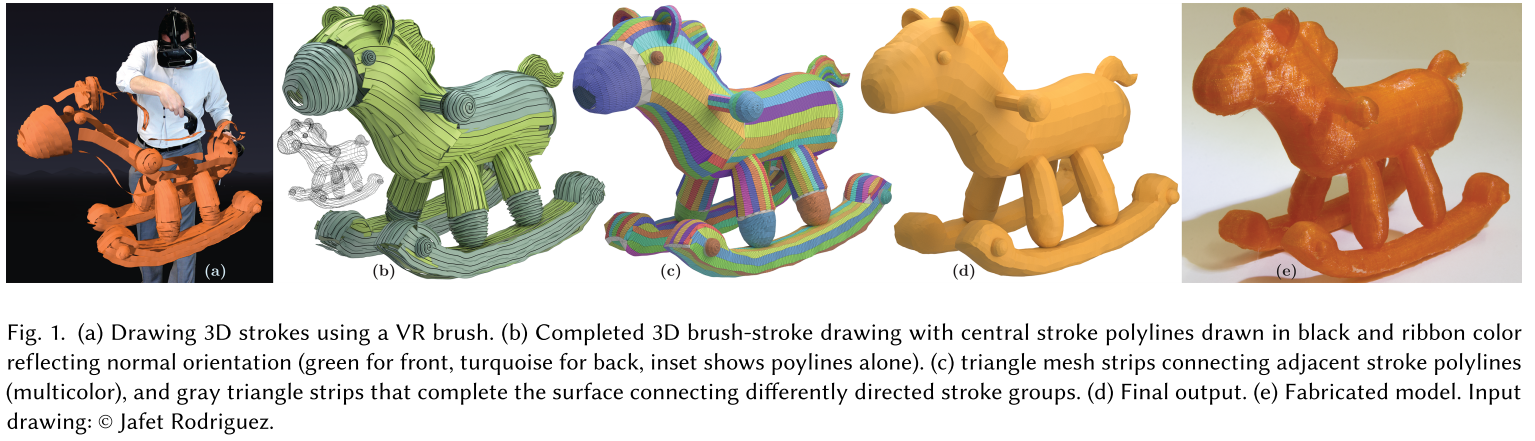 (a)
(b)
(c)
(d)
(e)
Fig. 1. (a) Drawing 3D strokes using a VR brush. (b) Completed 3D brush-stroke drawing with central stroke polylines drawn in black and ribbon color
reflecting normal orientation (green for front, turquoise for back, inset shows poylines alone). (c) triangle mesh strips connecting adjacent stroke polylines
(multicolor), and gray triangle strips that complete the surface connecting differently directed stroke groups. (d) Final output. (e) Fabricated model. Input
drawing: © Jafet Rodriguez.